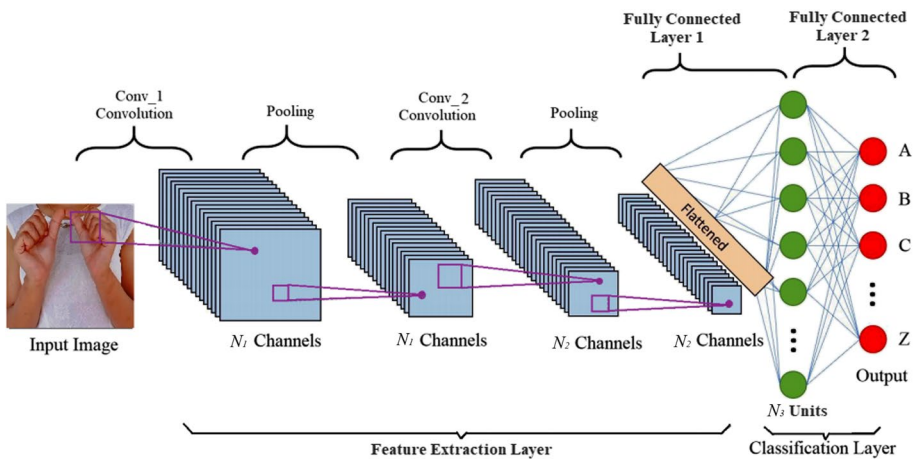 Fully Connected
Layer 1
Fully Connected
Layer 2
Conv_1
Convolution
Pooling
Conv_2
Convolution
Pooling
Flattened
A
B
C
Z
Input Image
N₁ Channels
N₁ Channels
N₂ Channels
N₂ Channels
Output
N₃ Units
Feature Extraction Layer
Classification Layer